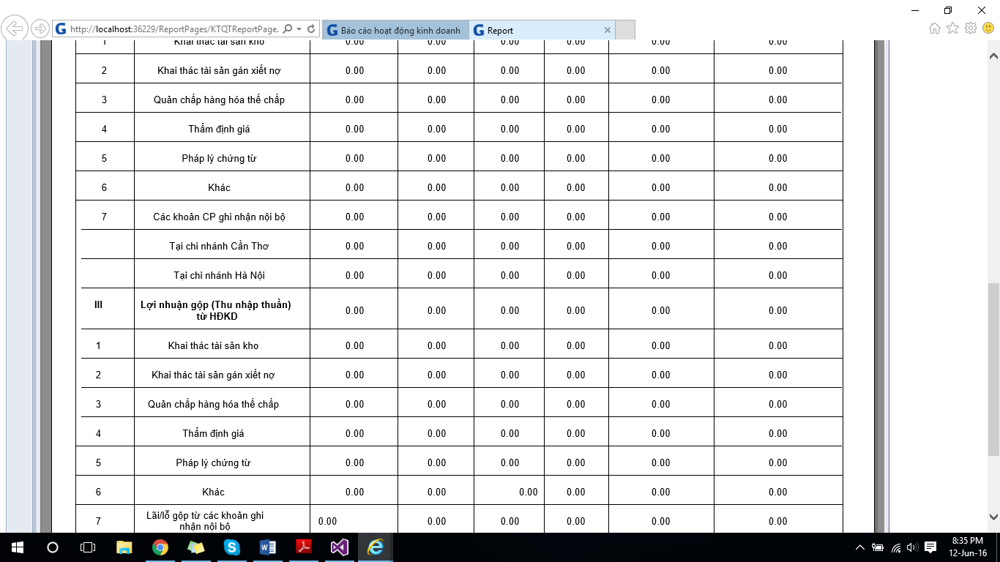 http://localhost:36229/ReportPages/KTQTReportPage. Báo cáo hoạt động kinh doanh Report
1 Khai thác tài sản kho 0.00 0.00 0.00 0.00 0.00 0.00
2 Khai thác tài sản gán xiết nợ 0.00 0.00 0.00 0.00 0.00 0.00
3 Quản chấp hàng hóa thế chấp 0.00 0.00 0.00 0.00 0.00 0.00
4 Thẩm định giá 0.00 0.00 0.00 0.00 0.00 0.00
5 Pháp lý chứng từ 0.00 0.00 0.00 0.00 0.00 0.00
6 Khác 0.00 0.00 0.00 0.00 0.00 0.00
7 Các khoản CP ghi nhận nội bộ 0.00 0.00 0.00 0.00 0.00 0.00
Tại chi nhánh Cần Thơ 0.00 0.00 0.00 0.00 0.00 0.00
Tại chi nhánh Hà Nội 0.00 0.00 0.00 0.00 0.00 0.00
III Lợi nhuận gộp (Thu nhập thuần)
từ HĐKD 0.00 0.00 0.00 0.00 0.00 0.00
1 Khai thác tài sản kho 0.00 0.00 0.00 0.00 0.00 0.00
2 Khai thác tài sản gán xiết nợ 0.00 0.00 0.00 0.00 0.00 0.00
3 Quản chấp hàng hóa thế chấp 0.00 0.00 0.00 0.00 0.00 0.00
4 Thẩm định giá 0.00 0.00 0.00 0.00 0.00 0.00
5 Pháp lý chứng từ 0.00 0.00 0.00 0.00 0.00 0.00
6 Khác 0.00 0.00 0.00 0.00 0.00 0.00
7 Lãi/lỗ gộp từ các khoản ghi
nhận nội bộ 0.00 0.00 0.00 0.00 0.00 0.00
8:35 PM
12-Jun-16